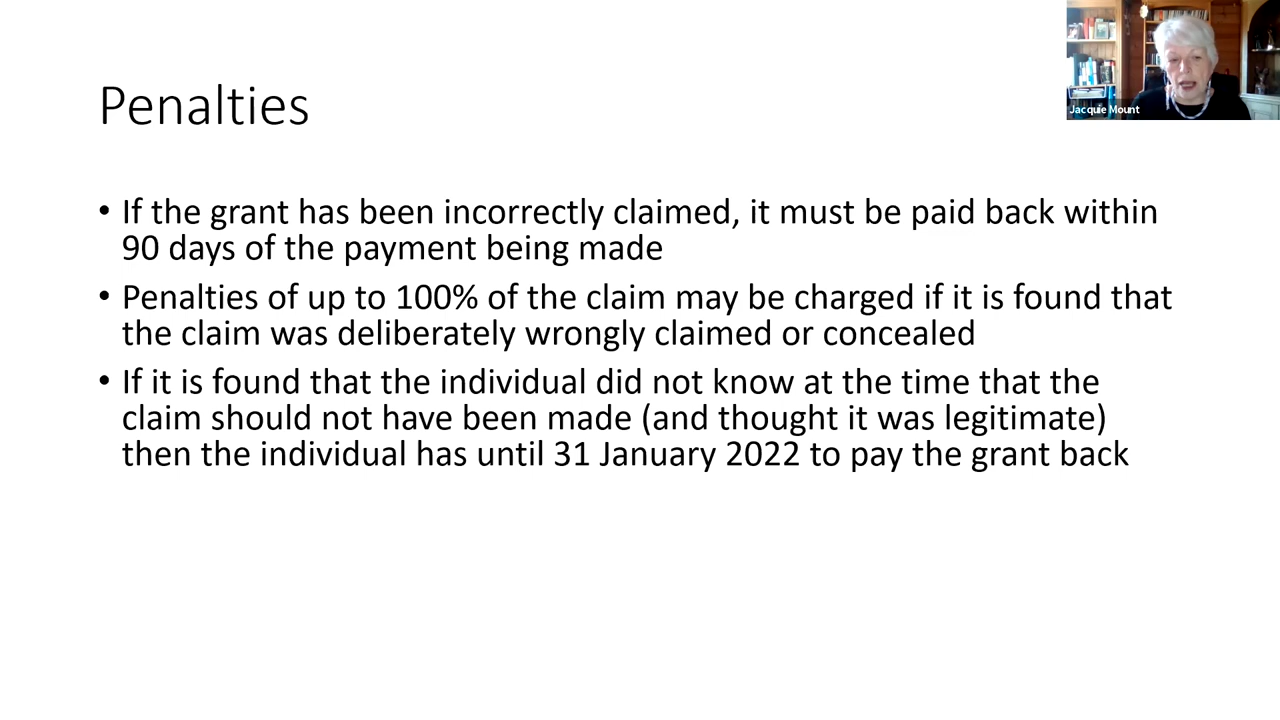 Penalties
Jacquie Mount
• If the grant has been incorrectly claimed, it must be paid back within
90 days of the payment being made
• Penalties of up to 100% of the claim may be charged if it is found that
the claim was deliberately wrongly claimed or concealed
• If it is found that the individual did not know at the time that the
claim should not have been made (and thought it was legitimate)
then the individual has until 31 January 2022 to pay the grant back